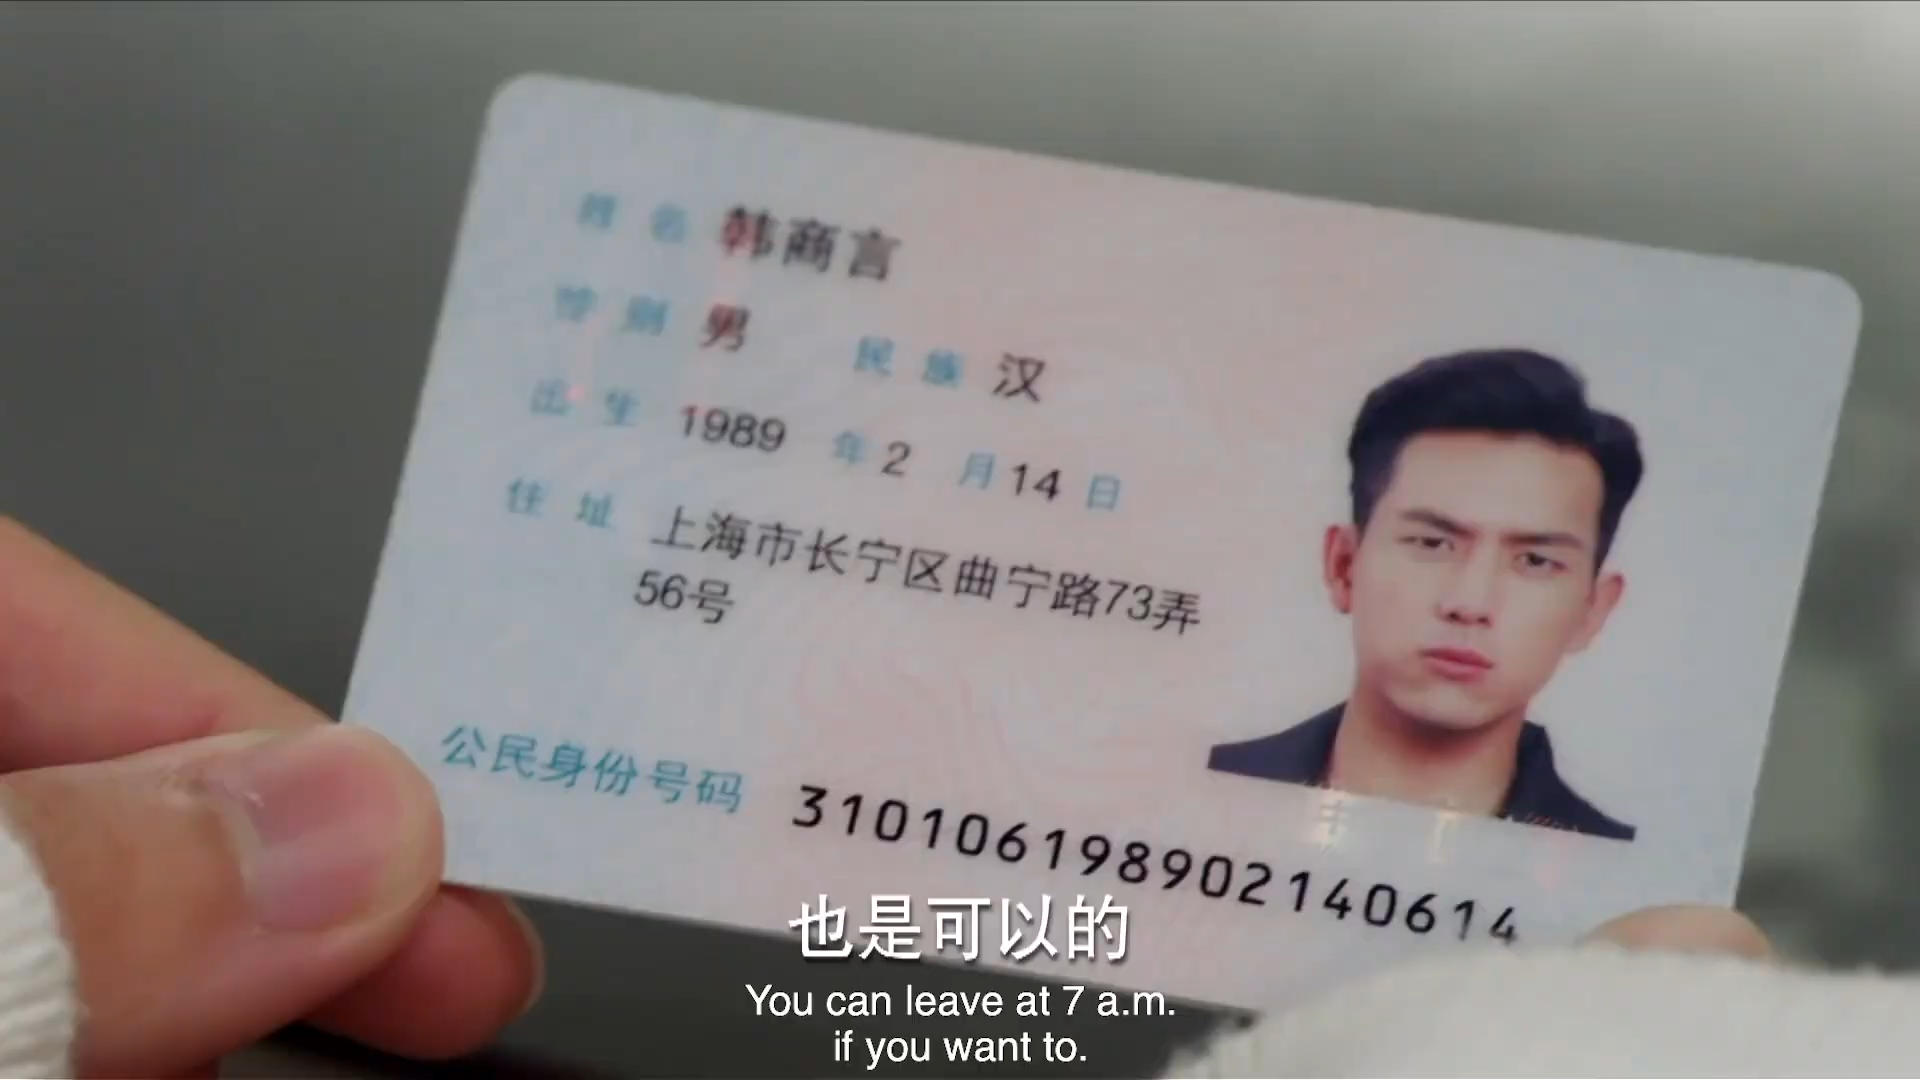 姓名 韩商言
性别 男 民族 汉
出生 1989 年 2 月 14 日
住址 上海市长宁区曲宁路73弄
56号
公民身份号码 310106198902140614
也是可以的
You can leave at 7 a.m.
if you want to.